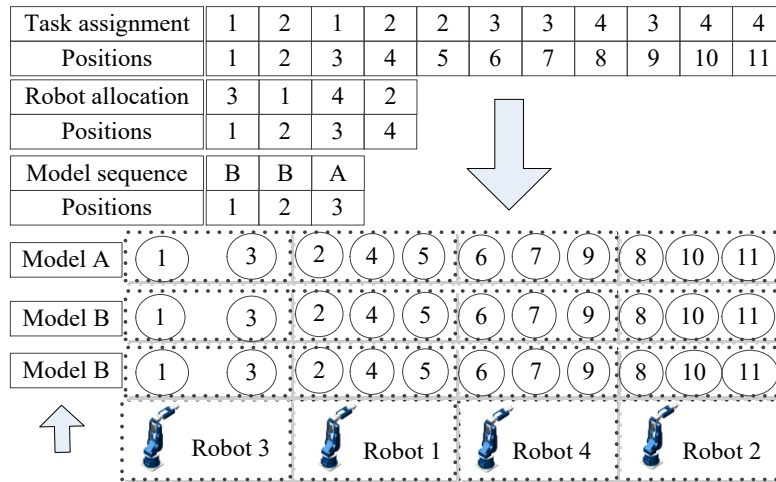 Task assignment 1 2 1 2 2 3 3 4 3 4 4
Positions 1 2 3 4 5 6 7 8 9 10 11
Robot allocation 3 1 4 2
Positions 1 2 3 4
Model sequence B B A
Positions 1 2 3
Model A 1 3 2 4 5 6 7 9 8 10 11
Model B 1 3 2 4 5 6 7 9 8 10 11
Model B 1 3 2 4 5 6 7 9 8 10 11
Robot 3 Robot 1 Robot 4 Robot 2